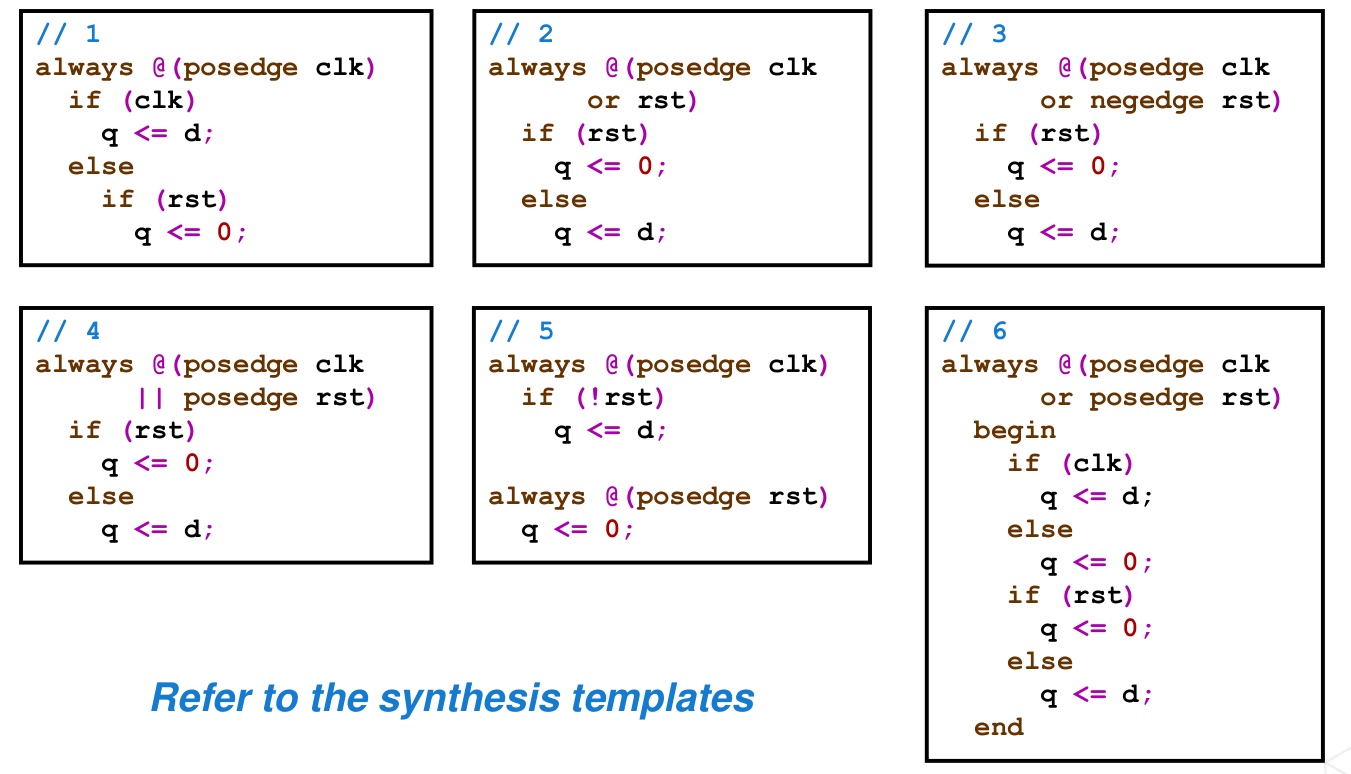 // 1
always @(posedge clk)
  if (clk)
    q <= d;
  else
    if (rst)
      q <= 0;
// 2
always @(posedge clk
      or rst)
  if (rst)
    q <= 0;
  else
    q <= d;
// 3
always @(posedge clk
      or negedge rst)
  if (rst)
    q <= 0;
  else
    q <= d;
// 4
always @(posedge clk
      || posedge rst)
  if (rst)
    q <= 0;
  else
    q <= d;
// 5
always @(posedge clk)
  if (!rst)
    q <= d;
always @(posedge rst)
  q <= 0;
// 6
always @(posedge clk
      or posedge rst)
  begin
    if (clk)
      q <= d;
    else
      q <= 0;
    if (rst)
      q <= 0;
    else
      q <= d;
  end
Refer to the synthesis templates